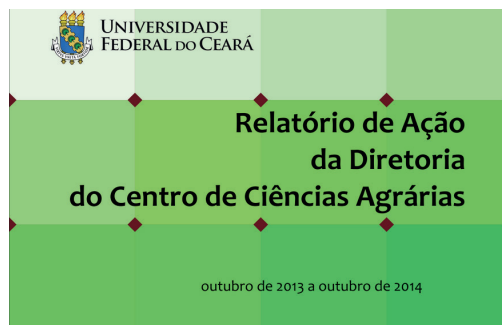 UNIVERSIDADE
FEDERAL DO CEARÁ
Relatório de Ação
da Diretoria
do Centro de Ciências Agrárias
outubro de 2013 a outubro de 2014